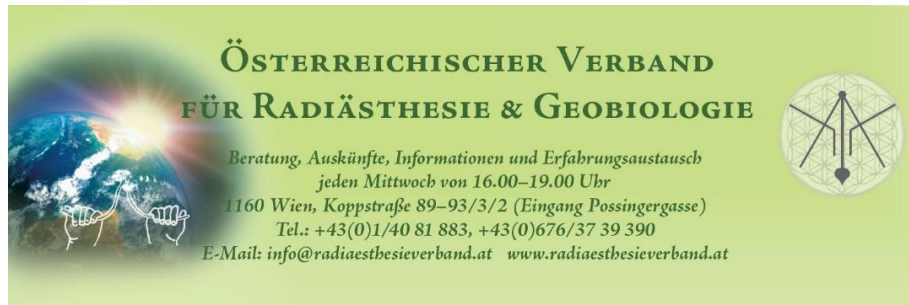 Österreichischer Verband
für Radiästhesie & Geobiologie
Beratung, Auskünfte, Informationen und Erfahrungsaustausch
jeden Mittwoch von 16.00–19.00 Uhr
1160 Wien, Koppstraße 89–93/3/2 (Eingang Possingergasse)
Tel.: +43(0)1/40 81 883, +43(0)676/37 39 390
E-Mail: info@radiaesthesieverband.at www.radiaesthesieverband.at